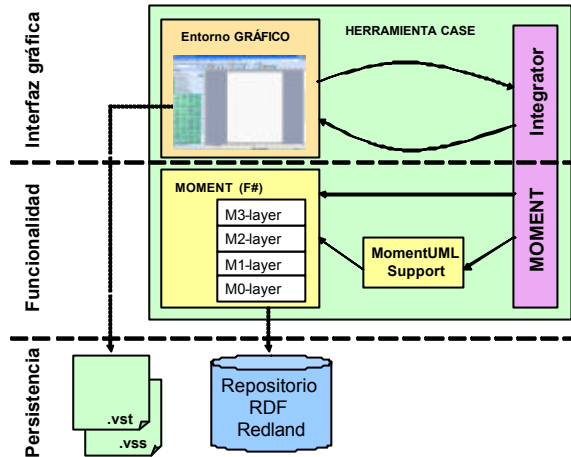 Interfaz gráfica
Entorno GRÁFICO
HERRAMIENTA CASE
Integrator
Funcionalidad
MOMENT (F#)
M3-layer
M2-layer
M1-layer
M0-layer
MomentUML
Support
MOMENT
Persistencia
.vst
.vss
Repositorio
RDF
Redland